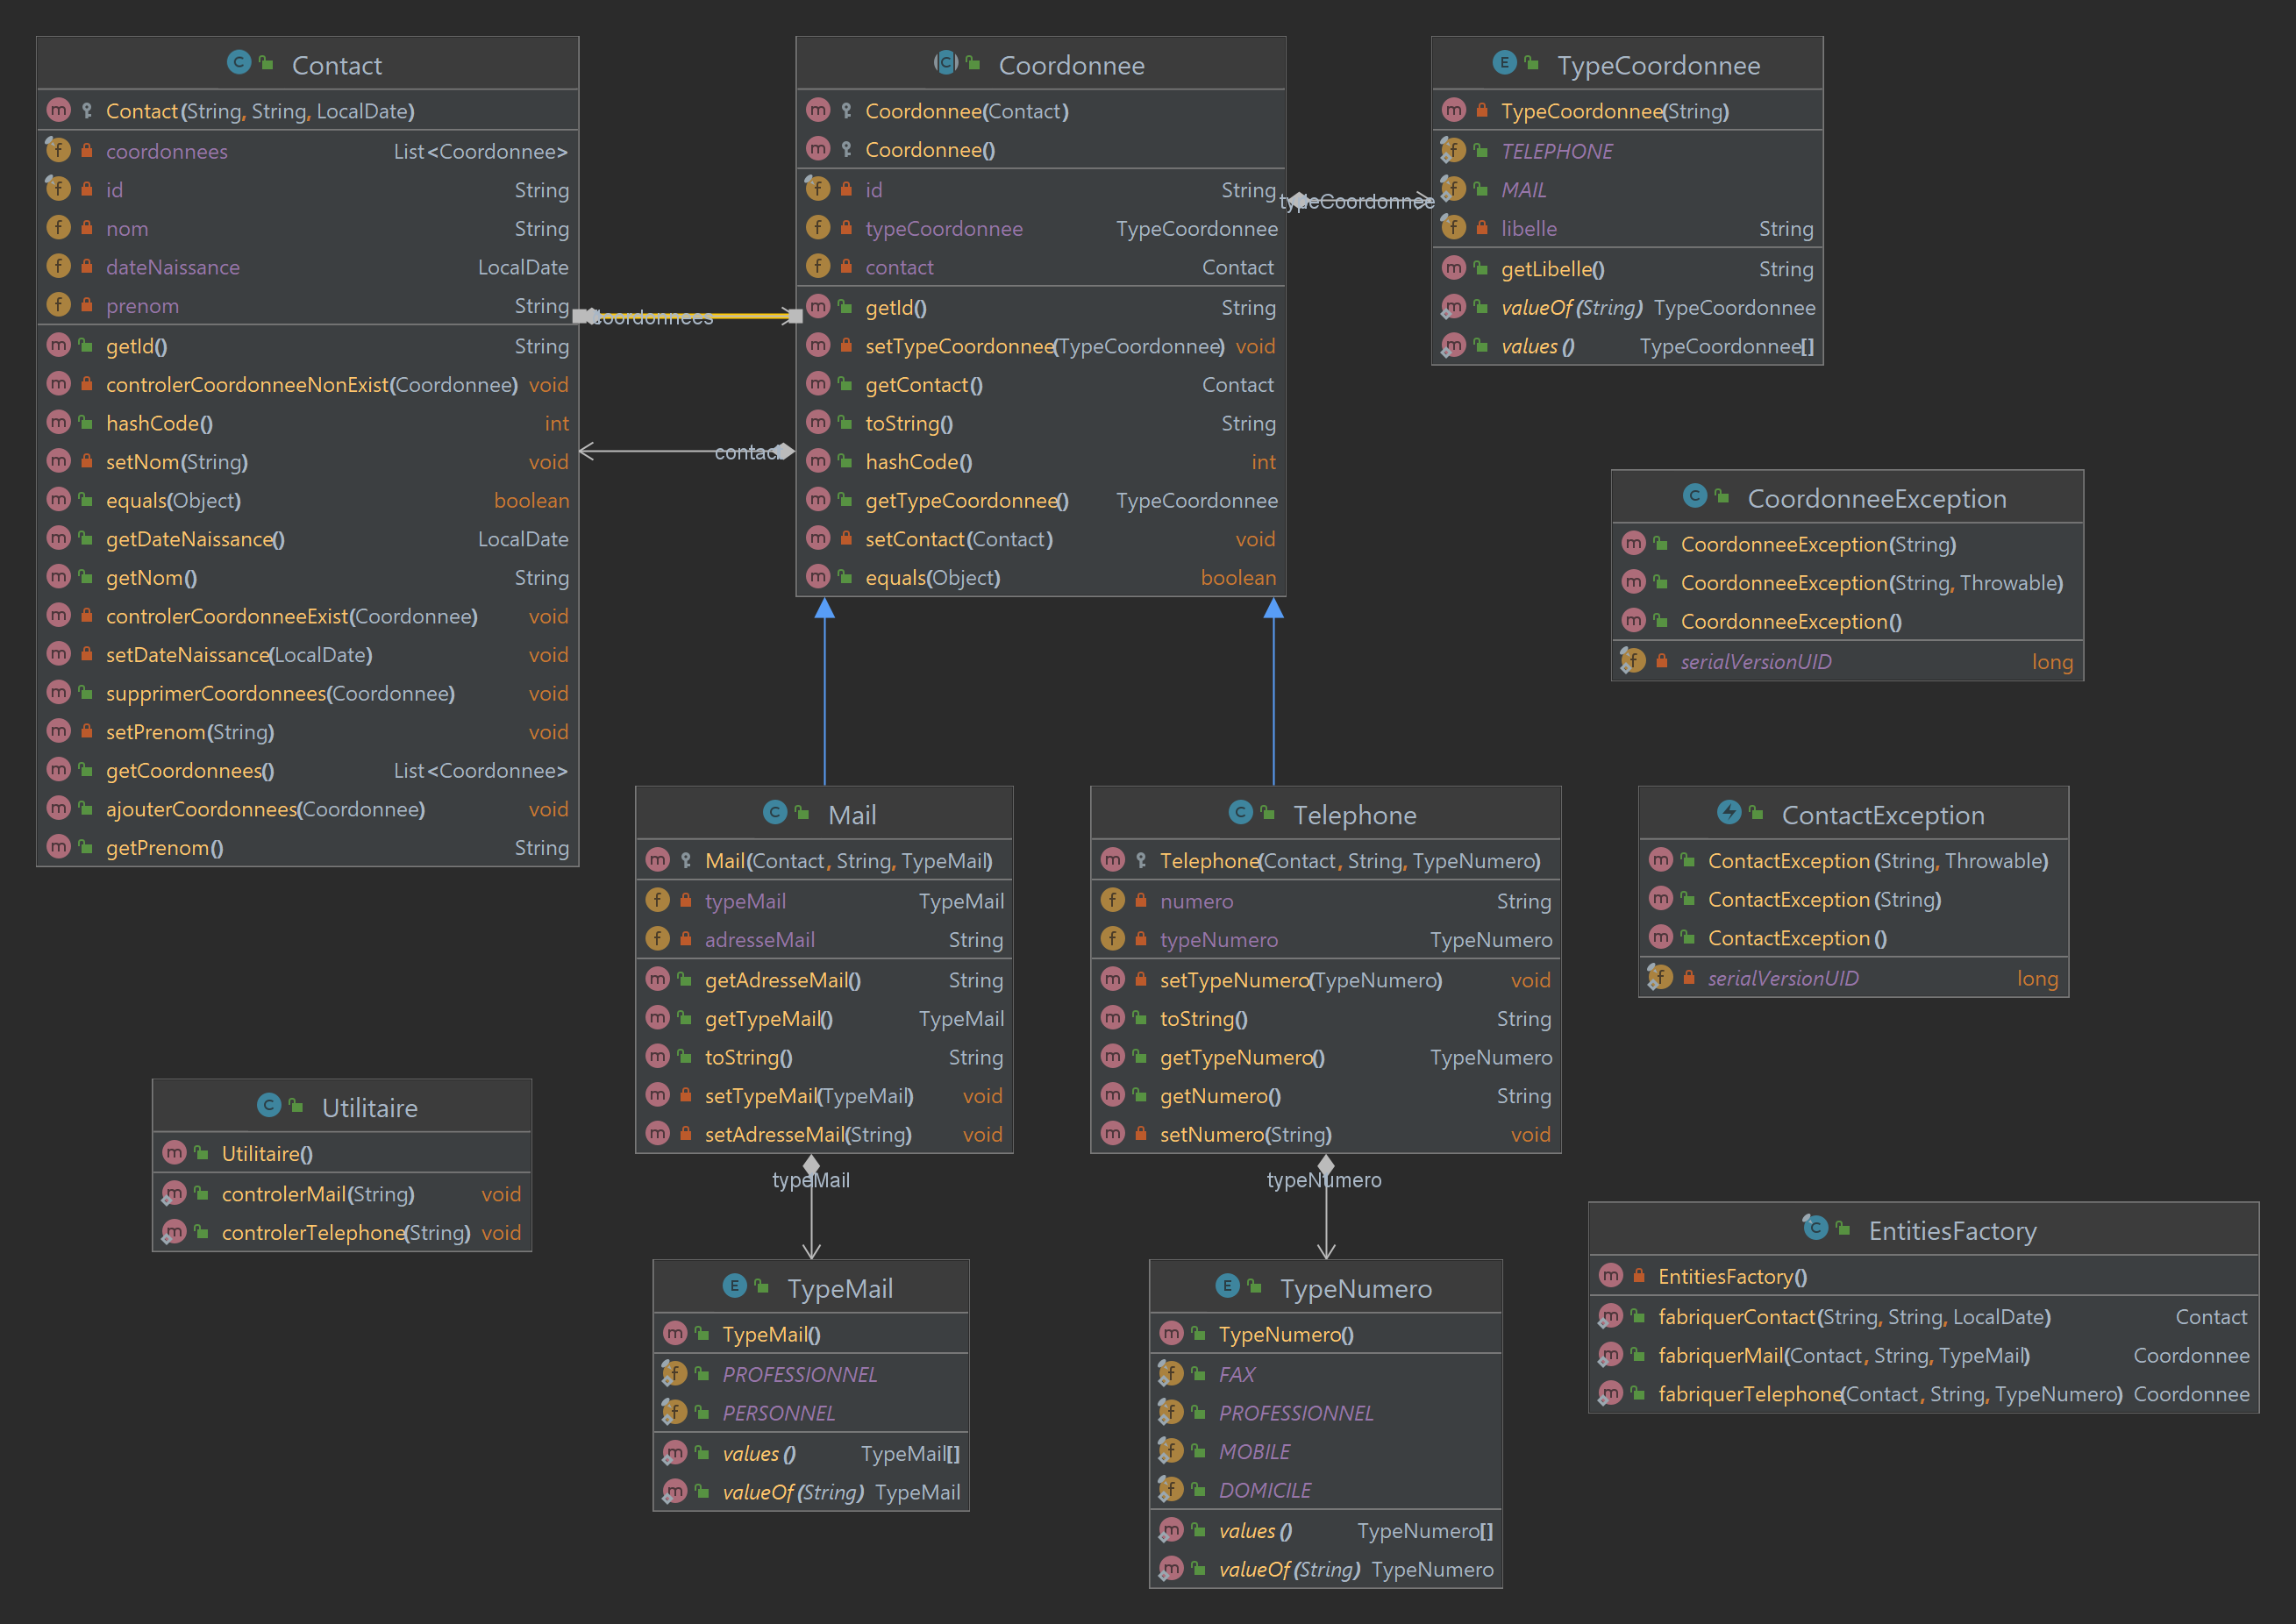 Contact
Contact(String, String, LocalDate)
coordonnees List<Coordonnee>
id String
nom String
dateNaissance LocalDate
prenom String
getId() String
controlerCoordonneeNonExist(Coordonnee) void
hashCode() int
setNom(String) void
equals(Object) boolean
getDateNaissance() LocalDate
getNom() String
controlerCoordonneeExist(Coordonnee) void
setDateNaissance(LocalDate) void
supprimerCoordonnees(Coordonnee) void
setPrenom(String) void
getCoordonnees() List<Coordonnee>
ajouterCoordonnees(Coordonnee) void
getPrenom() String
coordonnees
contact
Coordonnee
Coordonnee(Contact)
Coordonnee()
id String
typeCoordonnee TypeCoordonnee
contact Contact
getId() String
setTypeCoordonnee(TypeCoordonnee) void
getContact() Contact
toString() String
hashCode() int
getTypeCoordonnee() TypeCoordonnee
setContact(Contact) void
equals(Object) boolean
typeCoordonnee
TypeCoordonnee
TypeCoordonnee(String)
TELEPHONE
MAIL
libelle String
getLibelle() String
valueOf(String) TypeCoordonnee
values() TypeCoordonnee[]
CoordonneeException
CoordonneeException(String)
CoordonneeException(String, Throwable)
CoordonneeException()
serialVersionUID long
Mail
Mail(Contact, String, TypeMail)
typeMail TypeMail
adresseMail String
getAdresseMail() String
getTypeMail() TypeMail
toString() String
setTypeMail(TypeMail) void
setAdresseMail(String) void
typeMail
Telephone
Telephone(Contact, String, TypeNumero)
numero String
typeNumero TypeNumero
setTypeNumero(TypeNumero) void
toString() String
getTypeNumero() TypeNumero
getNumero() String
setNumero(String) void
typeNumero
ContactException
ContactException(String, Throwable)
ContactException(String)
ContactException()
serialVersionUID long
Utilitaire
Utilitaire()
controlerMail(String) void
controlerTelephone(String) void
TypeMail
TypeMail()
PROFESSIONNEL
PERSONNEL
values() TypeMail[]
valueOf(String) TypeMail
TypeNumero
TypeNumero()
FAX
PROFESSIONNEL
MOBILE
DOMICILE
values() TypeNumero[]
valueOf(String) TypeNumero
EntitiesFactory
EntitiesFactory()
fabriquerContact(String, String, LocalDate) Contact
fabriquerMail(Contact, String, TypeMail) Coordonnee
fabriquerTelephone(Contact, String, TypeNumero) Coordonnee